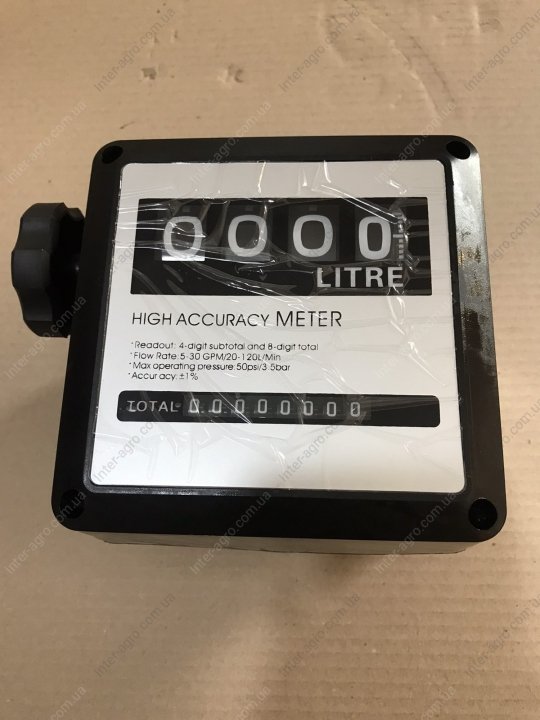 0000
LITRE
HIGH ACCURACY METER
·Readout: 4-digit subtotal and 8-digit total
·Flow Rate:5-30 GPM/20-120L/Min
·Max operating pressure:50psi/3.5bar
·Accuracy:±1%
TOTAL 00000000
Inter-agro.com.ua